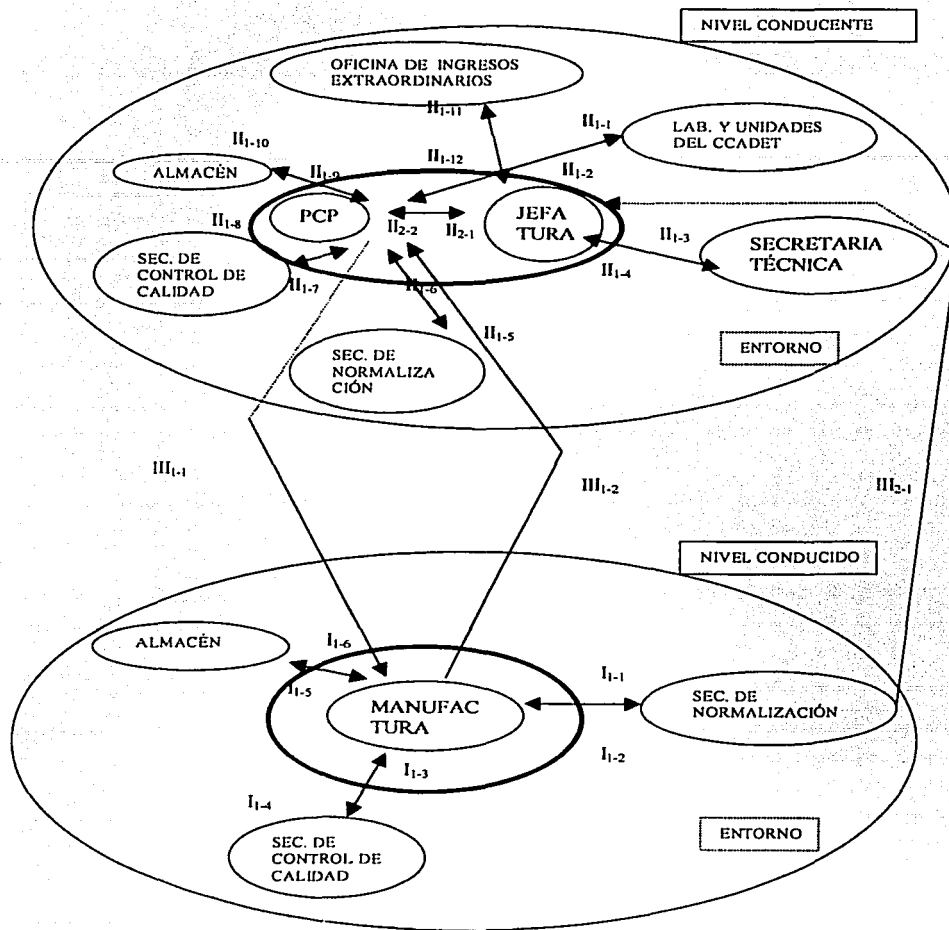 NIVEL CONDUCENTE
OFICINA DE INGRESOS
EXTRAORDINARIOS
II1-11
II1-1
LAB. Y UNIDADES
DEL CCADET
II1-10
II1-12
ALMACÉN
II1-9
II1-2
PCP
JEFA
TURA
II1-8
II2-2
II2-1
II1-3
SECRETARIA
TÉCNICA
SEC. DE
CONTROL DE
CALIDAD
II1-7
II1-6
II1-4
II1-5
ENTORNO
SEC. DE
NORMALIZA
CIÓN
III1-1
III1-2
III2-1
NIVEL CONDUCIDO
ALMACÉN
I1-6
I1-5
I1-1
MANUFAC
TURA
SEC. DE
NORMALIZACIÓN
I1-2
I1-3
I1-4
SEC. DE
CONTROL DE
CALIDAD
ENTORNO